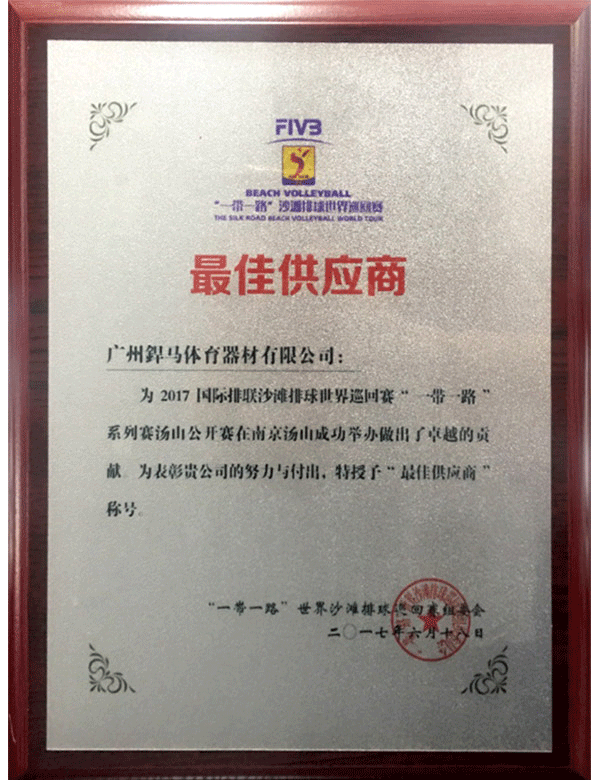 FIVB
BEACH VOLLEYBALL
“一带一路”沙滩排球世界巡回赛
THE SILK ROAD BEACH VOLLEYBALL WORLD TOUR
最佳供应商
广州銲马体育器材有限公司：
为 2017 国际排联沙滩排球世界巡回赛“一带一路”
系列赛汤山公开赛在南京汤山成功举办做出了卓越的贡
献。为表彰贵公司的努力与付出，特授予“最佳供应商”
称号。
“一带一路”世界沙滩排球巡回赛组委会
二〇一七年六月十八日